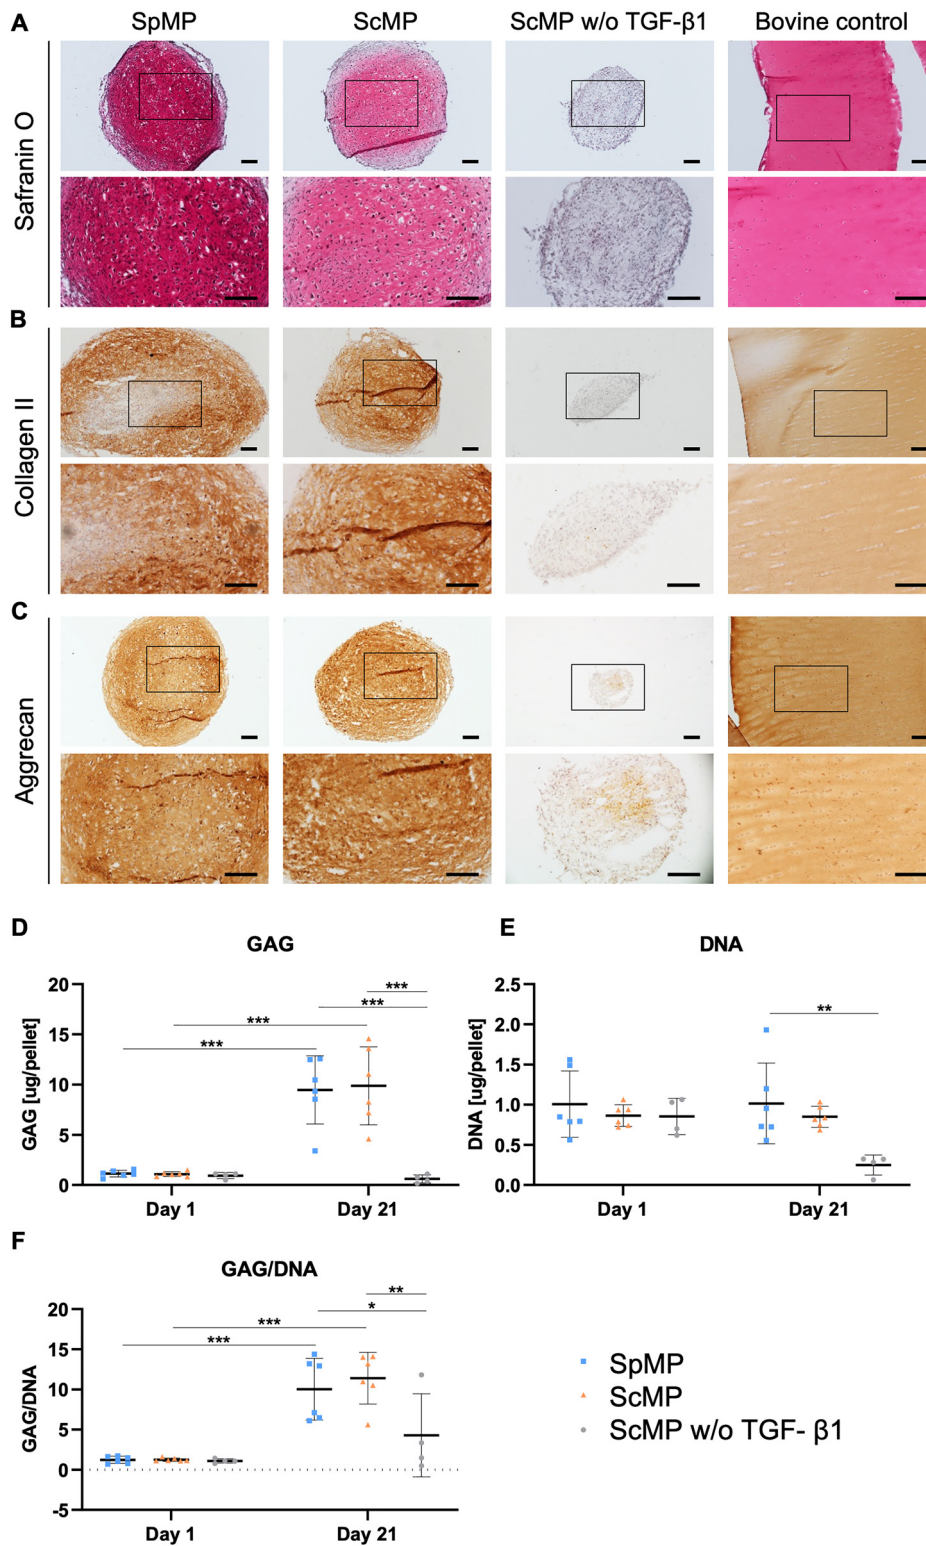 A
SpMP
ScMP
ScMP w/o TGF-β1
Bovine control
Safranin O
B
Collagen II
C
Aggrecan
D
GAG
GAG [ug/pellet]
20
15
10
5
0
***
***
***
***
Day 1
Day 21
E
DNA
DNA [ug/pellet]
2.5
2.0
1.5
1.0
0.5
0.0
**
Day 1
Day 21
F
GAG/DNA
GAG/DNA
20
15
10
5
0
-5
**
*
***
***
Day 1
Day 21
SpMP
ScMP
ScMP w/o TGF- β1